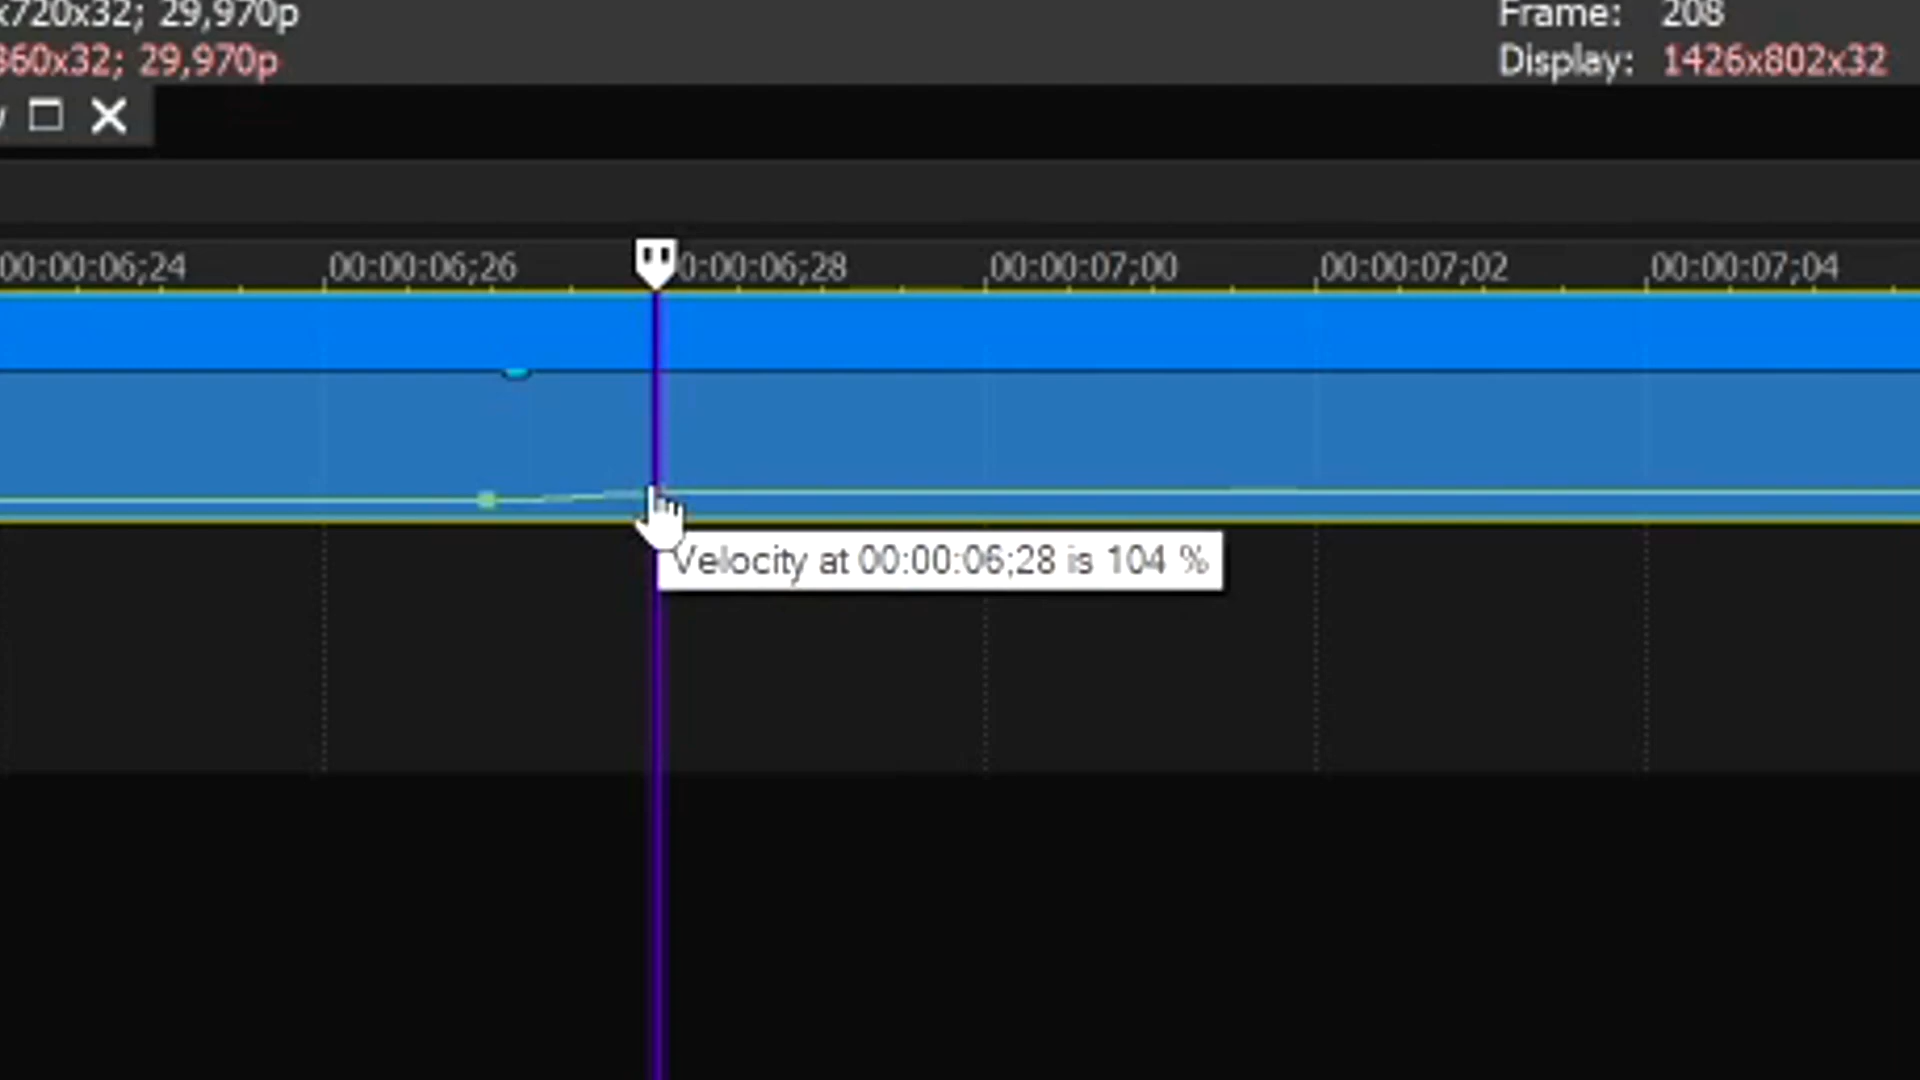 x720x32; 29,970p
360x32; 29,970p
Frame: 208
Display: 1426x802x32
00:00:06;24 00:00:06;26 0:00:06;28 00:00:07;00 00:00:07;02 00:00:07;04
Velocity at 00:00:06;28 is 104 %